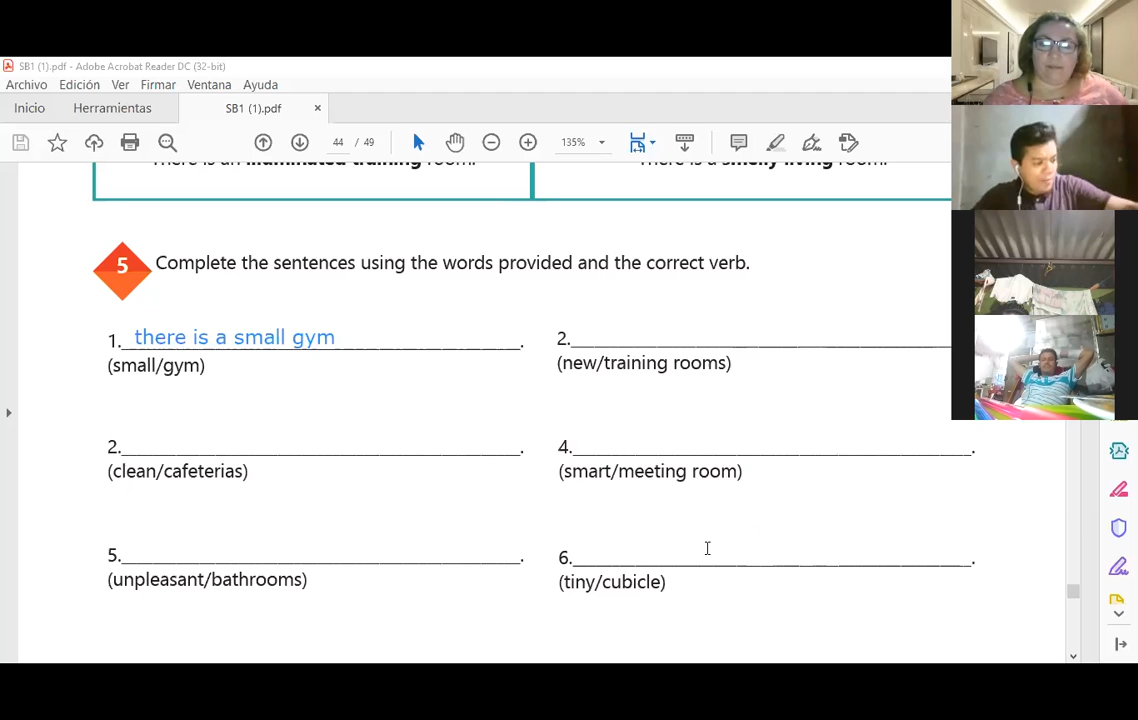 SB1 (1).pdf - Adobe Acrobat Reader DC (32-bit)
Archivo Edición Ver Firmar Ventana Ayuda
Inicio Herramientas SB1 (1).pdf ×
44 / 49 135%
There is an illuminated training room. There is a smelly living room.
5 Complete the sentences using the words provided and the correct verb.
1. there is a small gym . 2.
(small/gym) (new/training rooms)
2. . 4. .
(clean/cafeterias) (smart/meeting room)
5. . 6. .
(unpleasant/bathrooms) (tiny/cubicle)